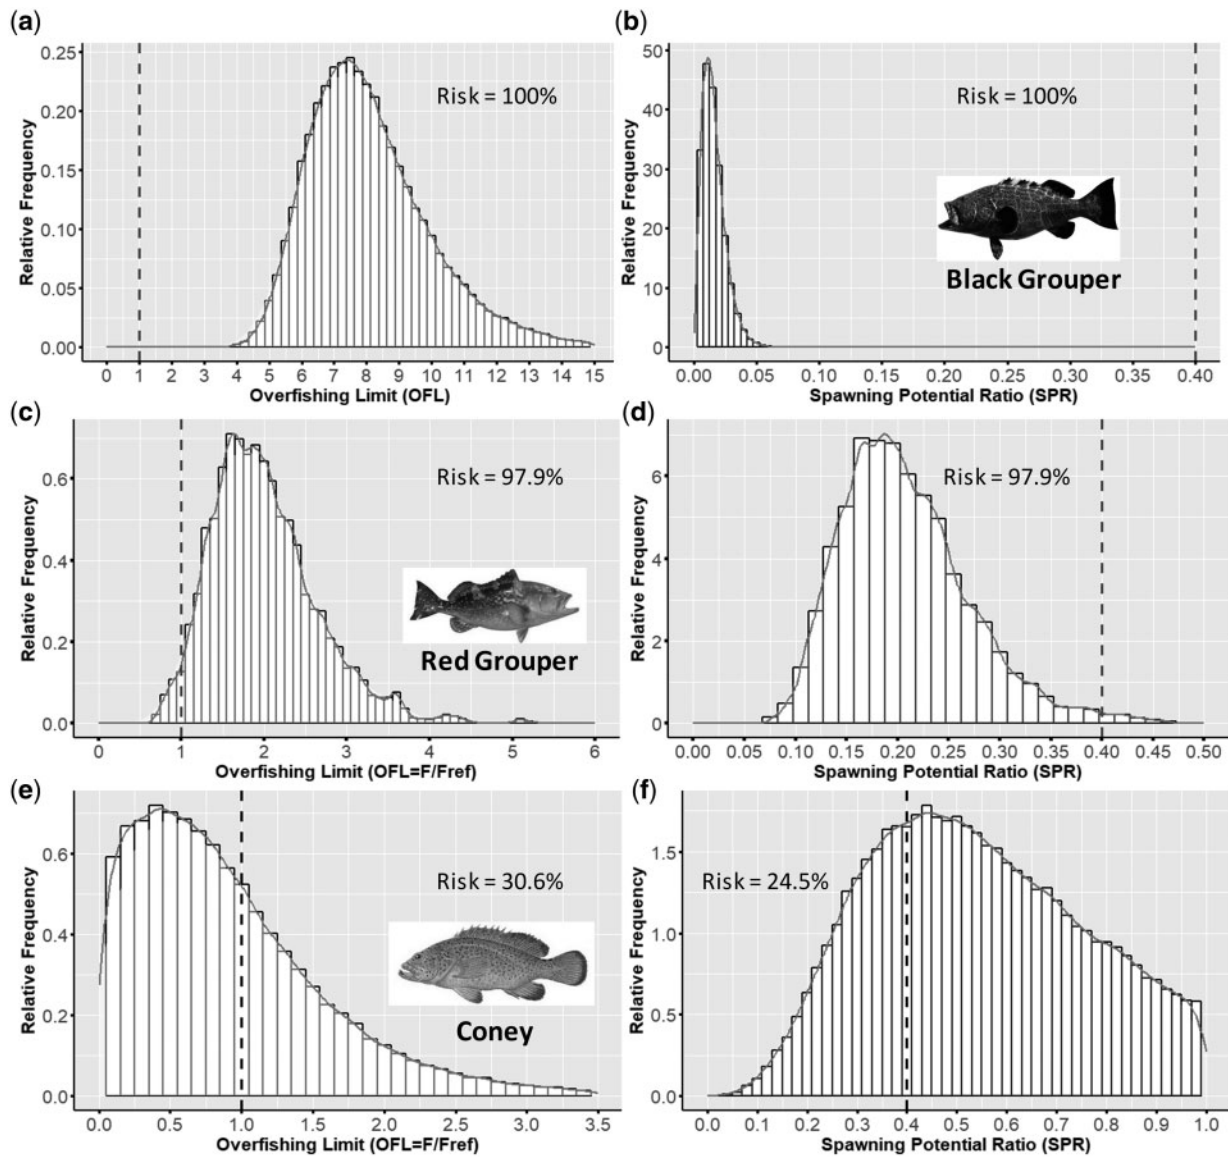 (a)
0.25
0.20
0.15
0.10
0.05
0.00
Relative Frequency
Risk = 100%
0 1 2 3 4 5 6 7 8 9 10 11 12 13 14 15
Overfishing Limit (OFL)
(b)
50
40
30
20
10
0
Relative Frequency
Risk = 100%
Black Grouper
0.00 0.05 0.10 0.15 0.20 0.25 0.30 0.35 0.40
Spawning Potential Ratio (SPR)
(c)
0.6
0.4
0.2
0.0
Relative Frequency
Risk = 97.9%
Red Grouper
0 1 2 3 4 5 6
Overfishing Limit (OFL=F/Fref)
(d)
6
4
2
0
Relative Frequency
Risk = 97.9%
0.00 0.05 0.10 0.15 0.20 0.25 0.30 0.35 0.40 0.45 0.50
Spawning Potential Ratio (SPR)
(e)
0.6
0.4
0.2
0.0
Relative Frequency
Risk = 30.6%
Coney
0.0 0.5 1.0 1.5 2.0 2.5 3.0 3.5
Overfishing Limit (OFL=F/Fref)
(f)
1.5
1.0
0.5
0.0
Relative Frequency
Risk = 24.5%
0.0 0.1 0.2 0.3 0.4 0.5 0.6 0.7 0.8 0.9 1.0
Spawning Potential Ratio (SPR)